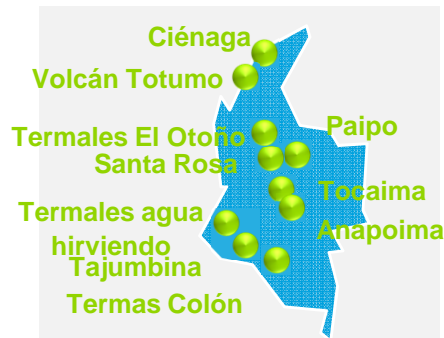 Ciénaga
Volcán Totumo
Termales El Otoño
Paipo
Santa Rosa
Tocaima
Termales agua
hirviendo
Anapoima
Tajumbina
Termas Colón